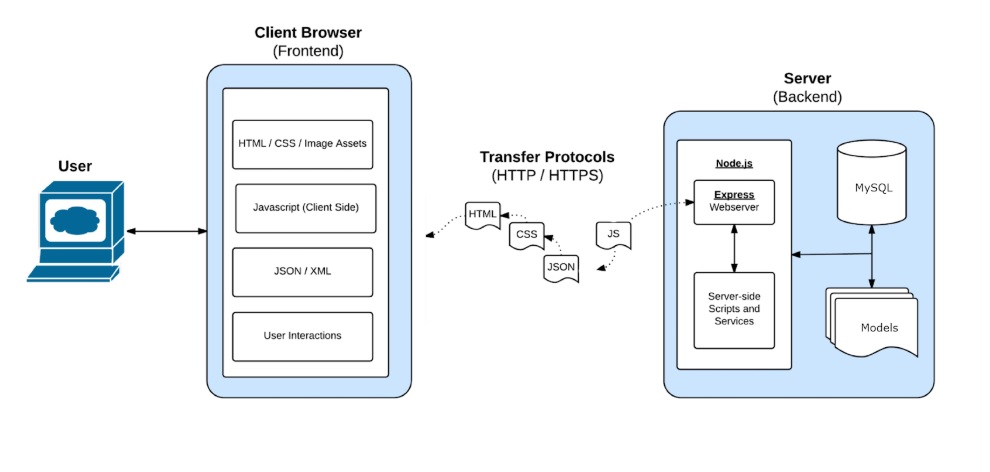 Client Browser
(Frontend)
HTML / CSS / Image Assets
Javascript (Client Side)
JSON / XML
User Interactions
User
Transfer Protocols
(HTTP / HTTPS)
HTML
CSS
JSON
JS
Server
(Backend)
Node.js
Express
Webserver
Server-side
Scripts and
Services
MySQL
Models